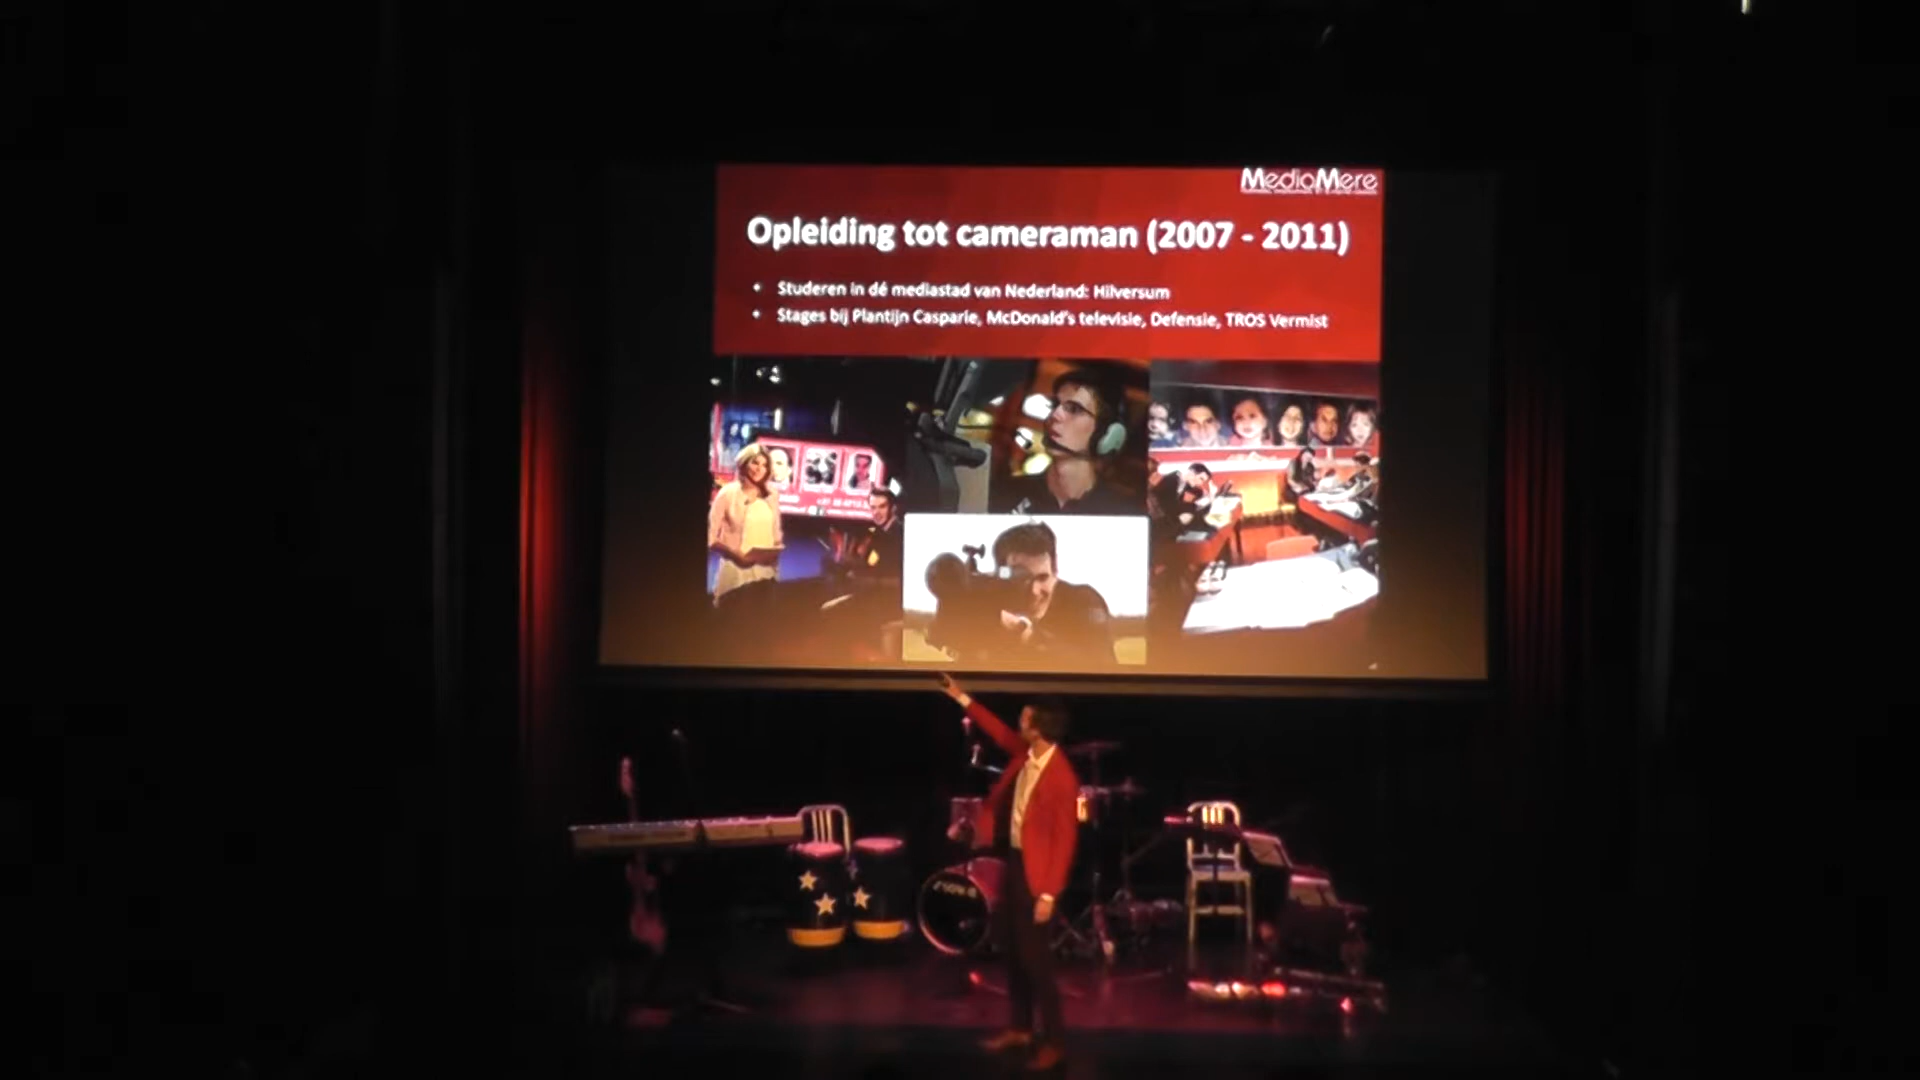 MediaMere
Opleiding tot cameraman (2007 - 2011)
• Studeren in dé mediastad van Nederland: Hilversum
• Stages bij Plantijn Casparie, McDonald's televisie, Defensie, TROS Vermist